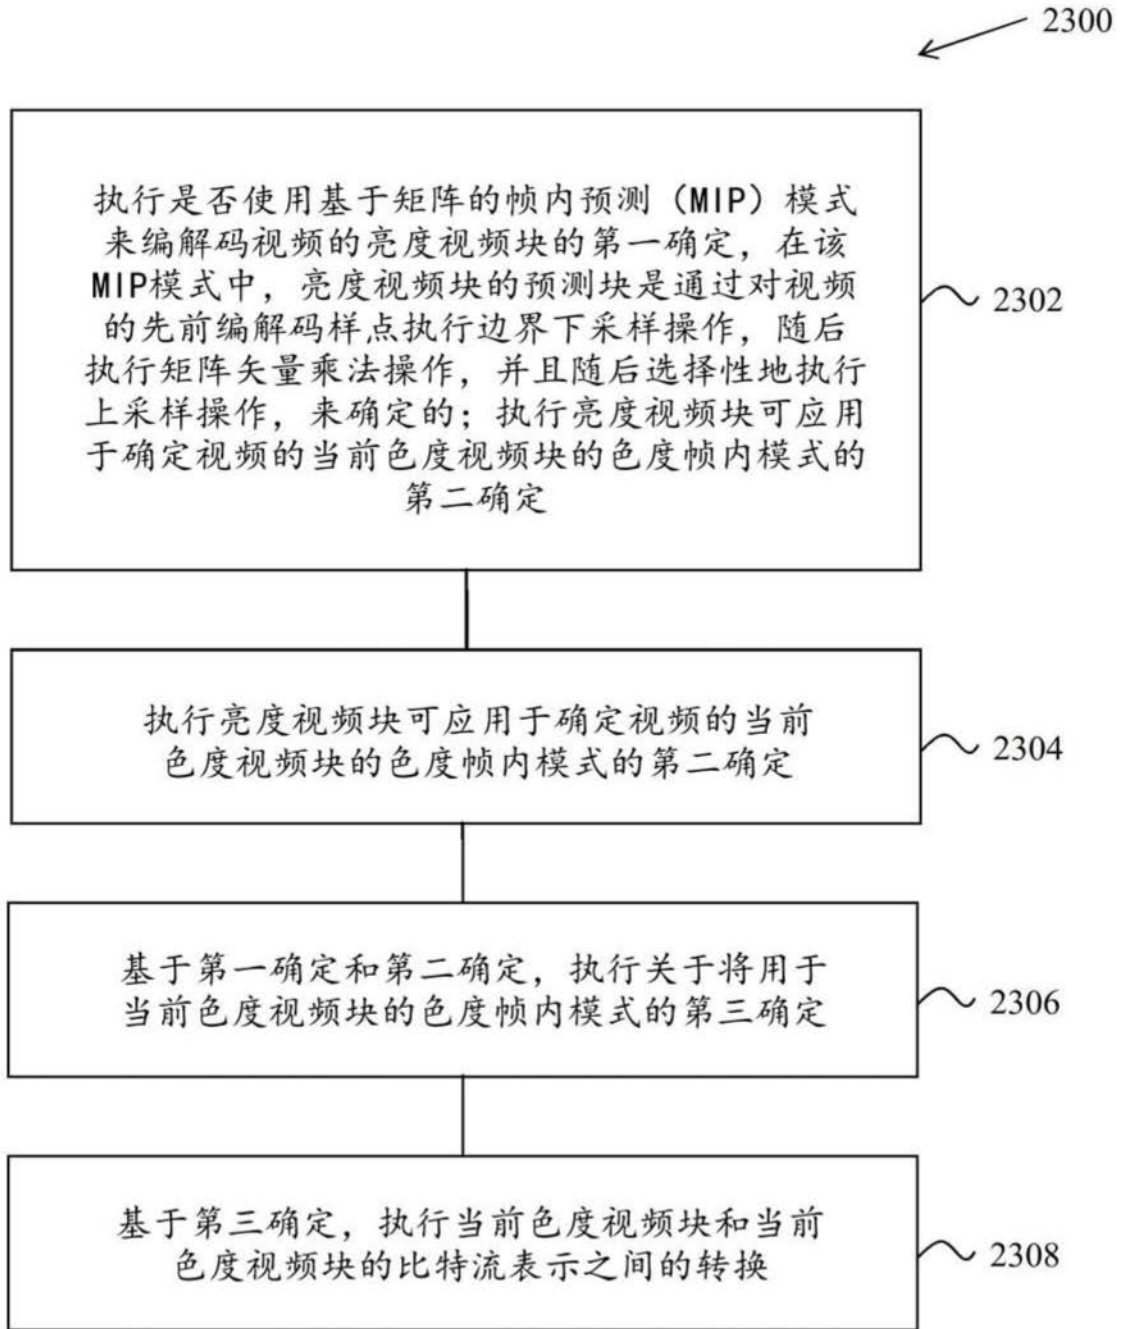 2300
执行是否使用基于矩阵的帧内预测（MIP）模式
来编解码视频的亮度视频块的第一确定，在该
MIP模式中，亮度视频块的预测块是通过对视频
的先前编解码样点执行边界下采样操作，随后
执行矩阵矢量乘法操作，并且随后选择性地执行
上采样操作，来确定的；执行亮度视频块可应用
于确定视频的当前色度视频块的色度帧内模式的
第二确定
2302
执行亮度视频块可应用于确定视频的当前
色度视频块的色度帧内模式的第二确定
2304
基于第一确定和第二确定，执行关于将用于
当前色度视频块的色度帧内模式的第三确定
2306
基于第三确定，执行当前色度视频块和当前
色度视频块的比特流表示之间的转换
2308